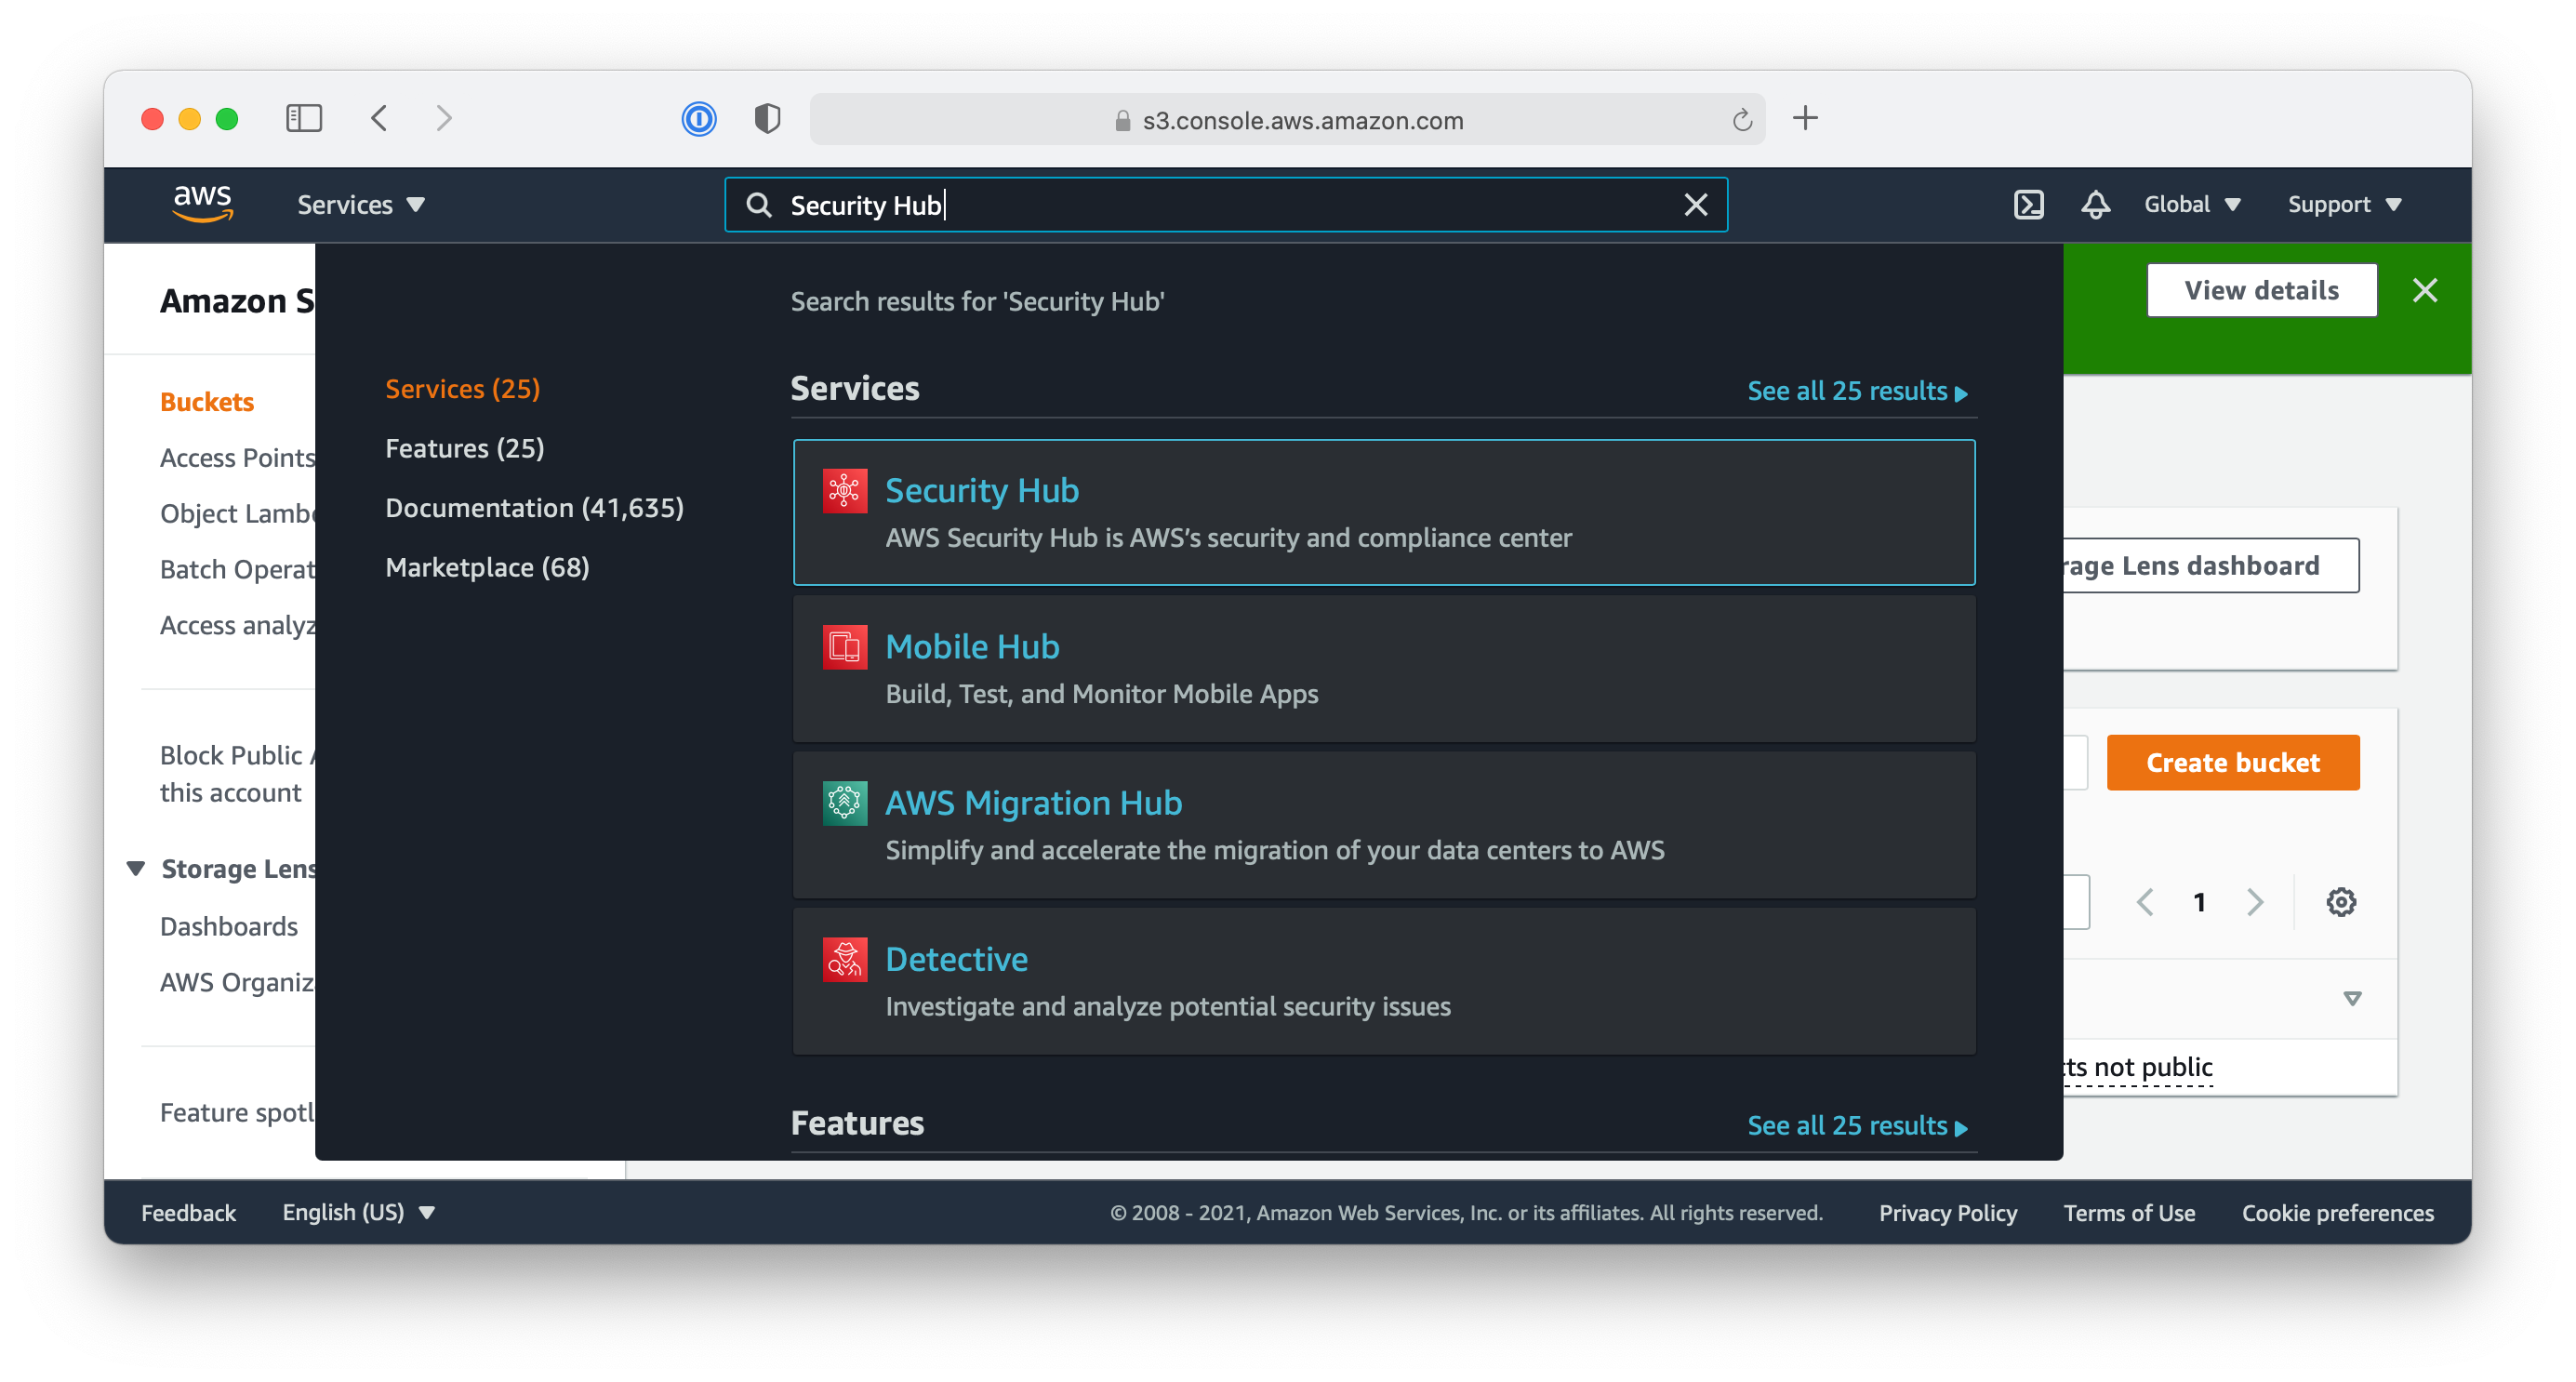 s3.console.aws.amazon.com
aws
Services
Security Hub
Global
Support
Amazon S
View details
Search results for 'Security Hub'
Buckets
Access Points
Object Lamb
Batch Operat
Access analyz
Block Public A
this account
Storage Lens
Dashboards
AWS Organiz
Feature spotl
Services (25)
Features (25)
Documentation (41,635)
Marketplace (68)
Services
See all 25 results
Security Hub
AWS Security Hub is AWS’s security and compliance center
Mobile Hub
Build, Test, and Monitor Mobile Apps
AWS Migration Hub
Simplify and accelerate the migration of your data centers to AWS
Detective
Investigate and analyze potential security issues
Features
See all 25 results
rage Lens dashboard
Create bucket
1
cts not public
Feedback
English (US)
© 2008 - 2021, Amazon Web Services, Inc. or its affiliates. All rights reserved.
Privacy Policy
Terms of Use
Cookie preferences